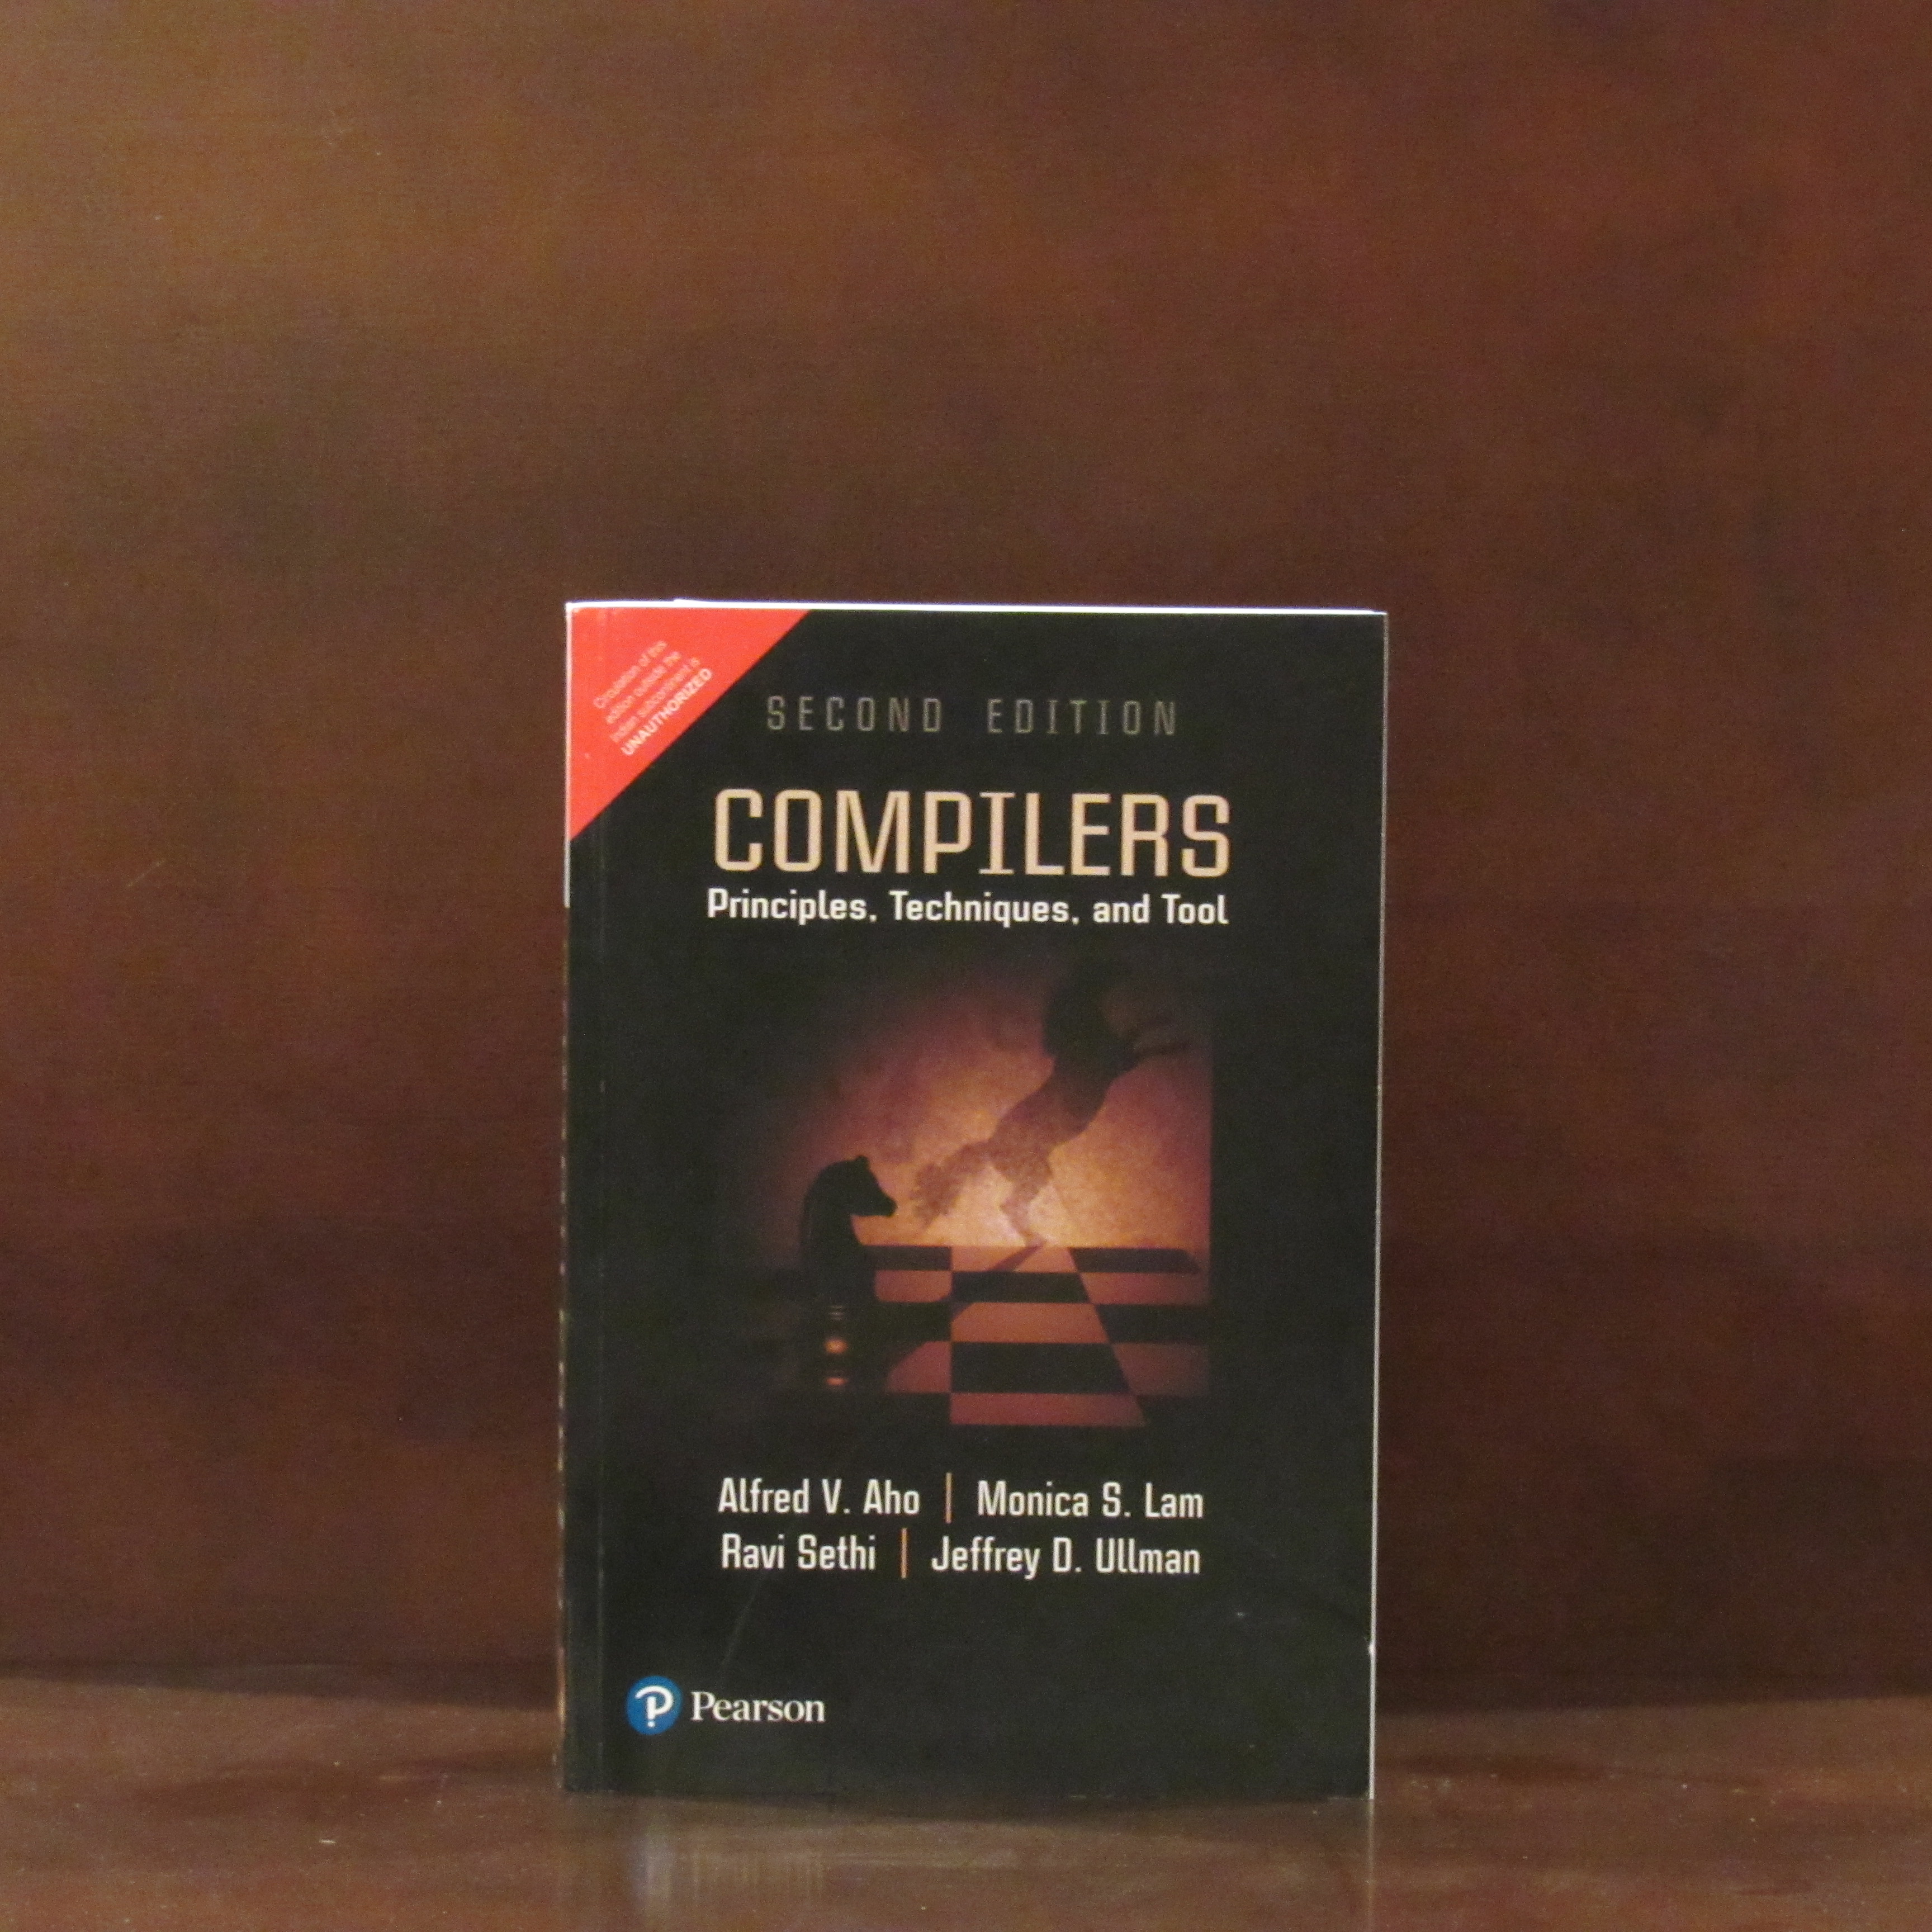 Circulation of this
edition outside the
Indian subcontinent is
UNAUTHORIZED
SECOND EDITION
COMPILERS
Principles, Techniques, and Tool
Alfred V. Aho | Monica S. Lam
Ravi Sethi | Jeffrey D. Ullman
Pearson